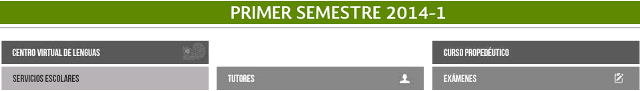 PRIMER SEMESTRE 2014-1
CENTRO VIRTUAL DE LENGUAS
CURSO PROPEDÉUTICO
SERVICIOS ESCOLARES
TUTORES
EXÁMENES